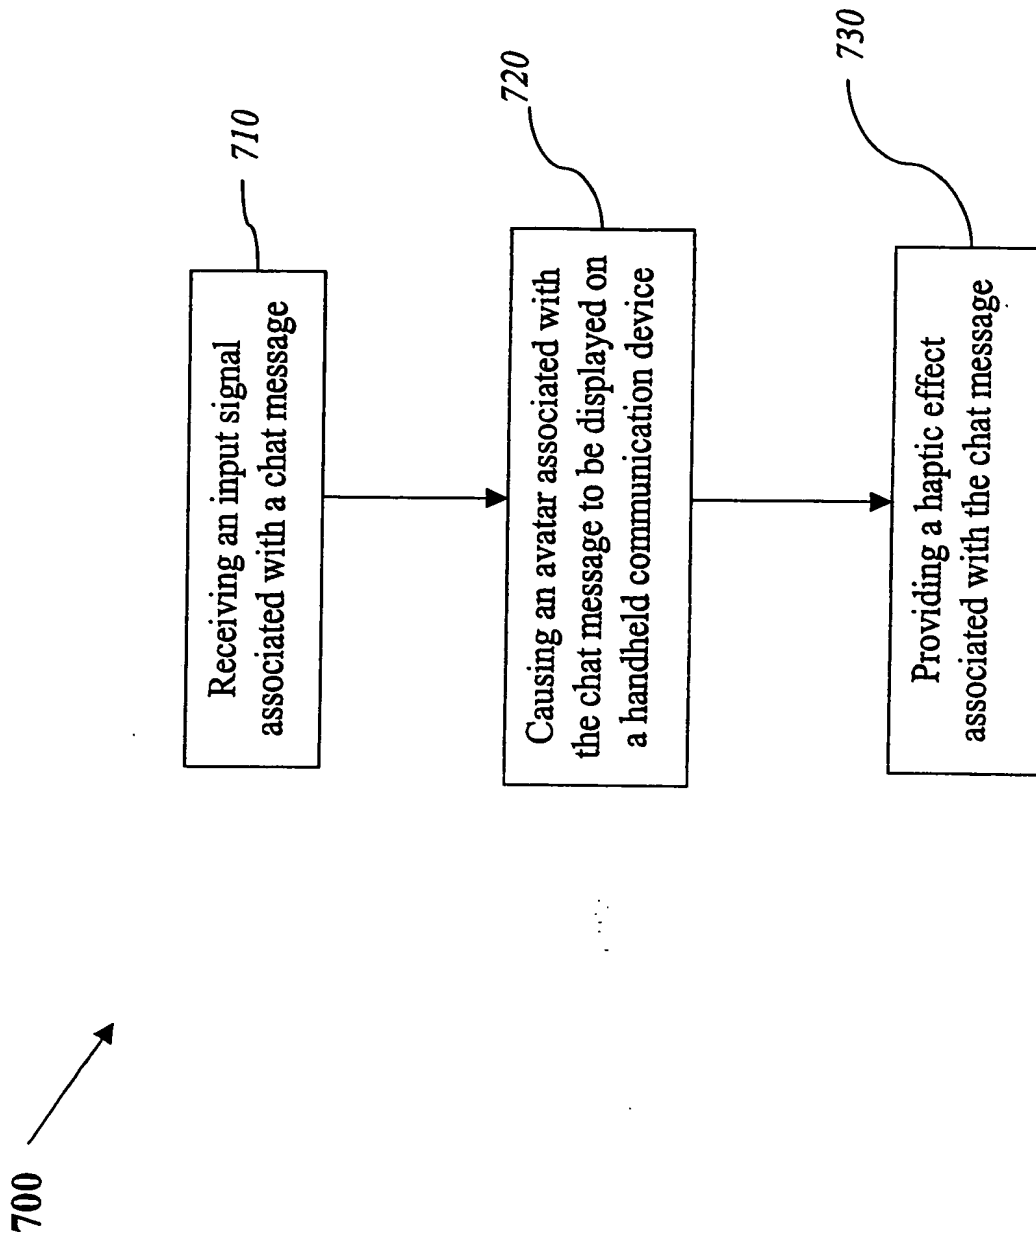 700
Receiving an input signal
associated with a chat message
710
Causing an avatar associated with
the chat message to be displayed on
a handheld communication device
720
Providing a haptic effect
associated with the chat message
730